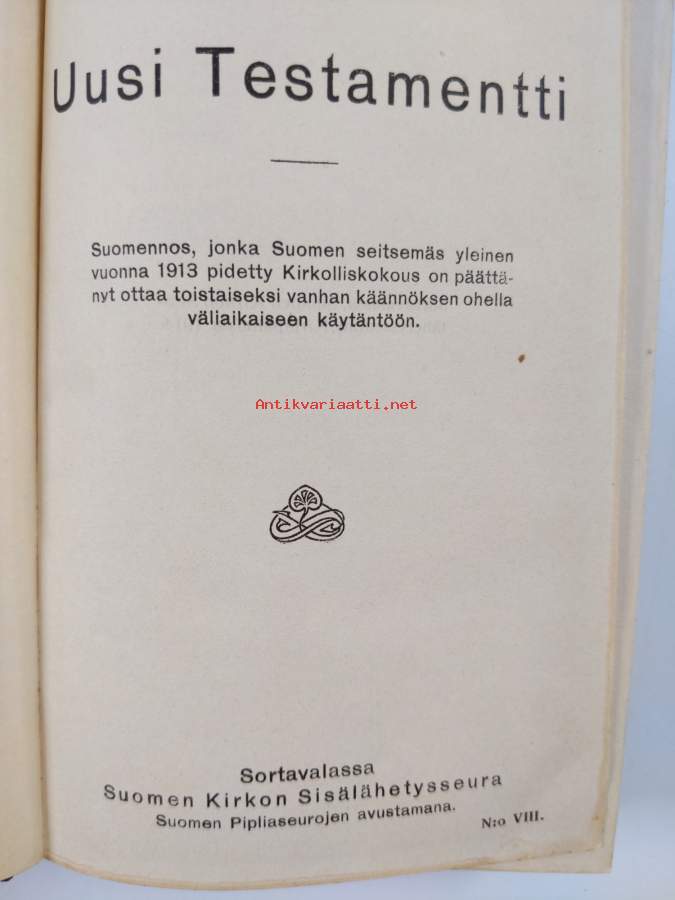 Uusi Testamentti
Suomennos, jonka Suomen seitsemäs yleinen
vuonna 1913 pidetty Kirkolliskokous on päättä-
nyt ottaa toistaiseksi vanhan käännöksen ohella
väliaikaiseen käytäntöön.
Antikvariaatti.net
Sortavalassa
Suomen Kirkon Sisälähetysseura
Suomen Pipliaseurojen avustamana.
N:o VIII.